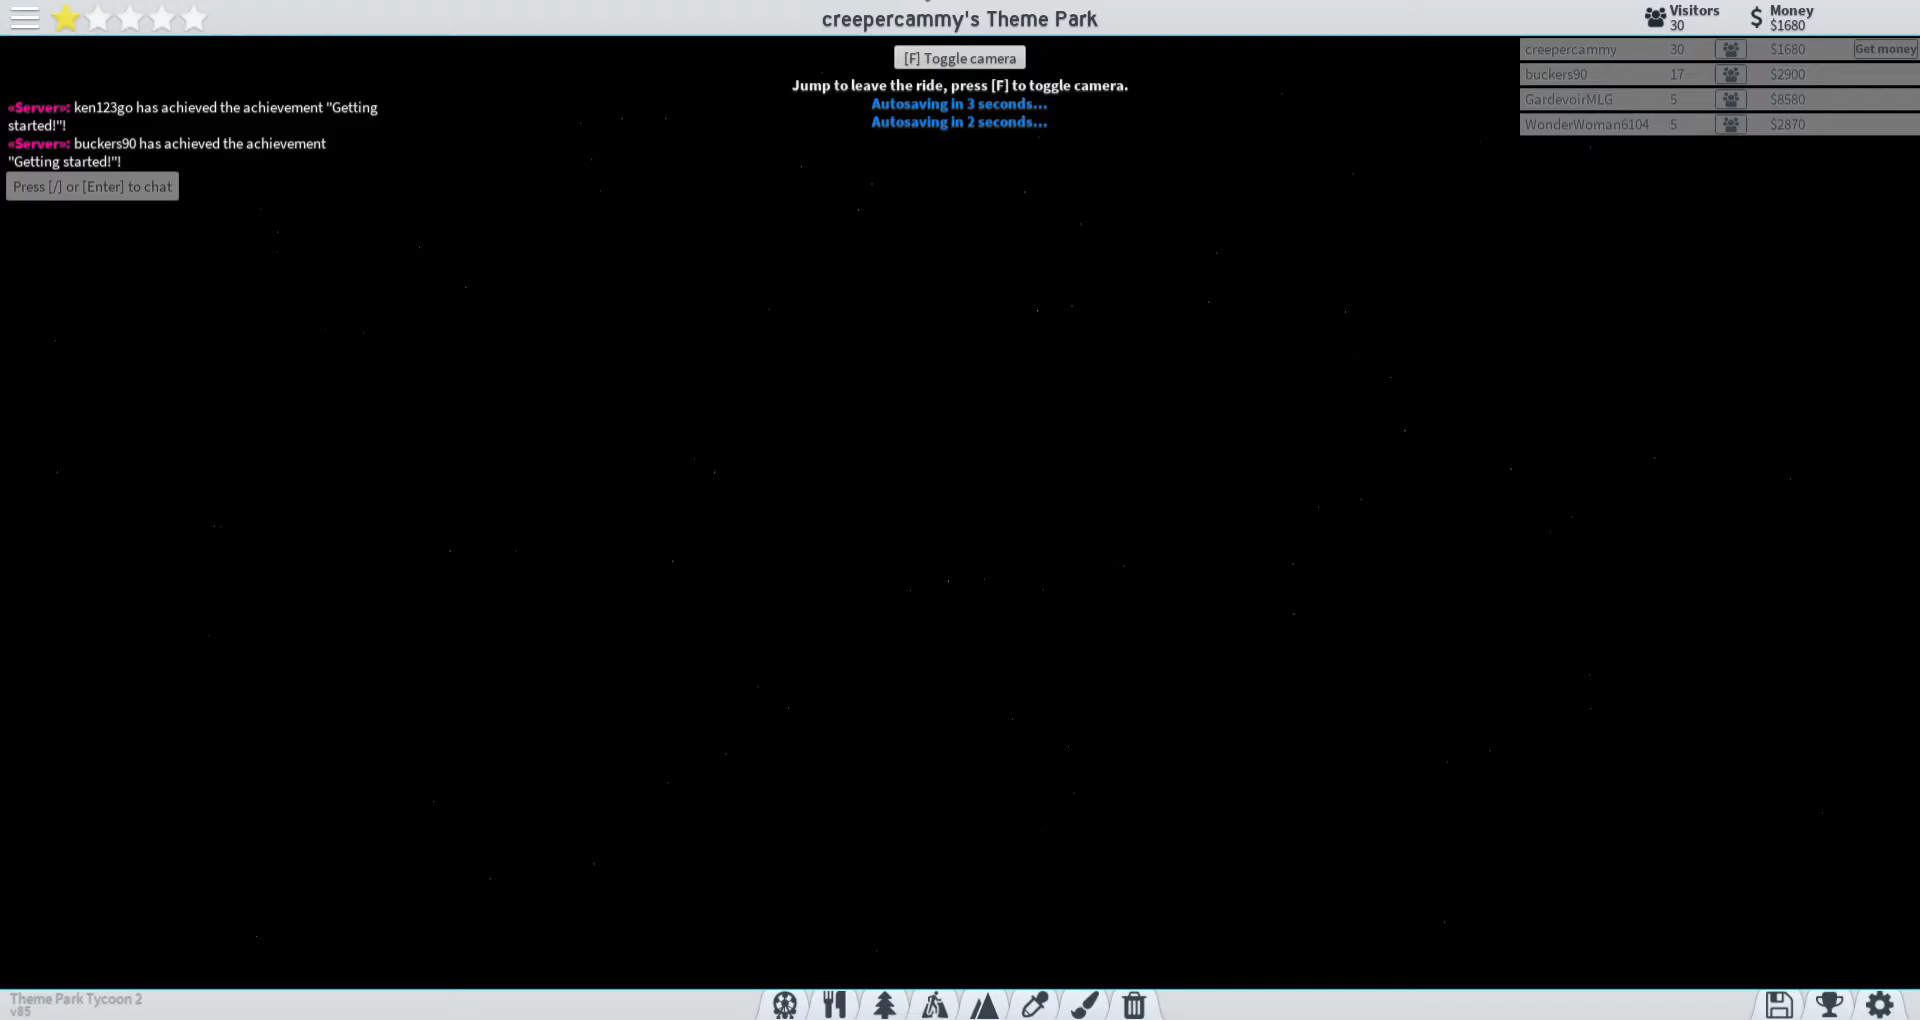 creepercammy's Theme Park
Visitors
30
Money
$1680
[F] Toggle camera
Jump to leave the ride, press [F] to toggle camera.
Autosaving in 3 seconds...
Autosaving in 2 seconds...
creepercammy 30 $1680 Get money
buckers90 17 $2900
GardevoirMLG 5 $8580
WonderWoman6104 5 $2870
«Server»: ken123go has achieved the achievement "Getting
started!"!
«Server»: buckers90 has achieved the achievement
"Getting started!"!
Press [/] or [Enter] to chat
Theme Park Tycoon 2
v85